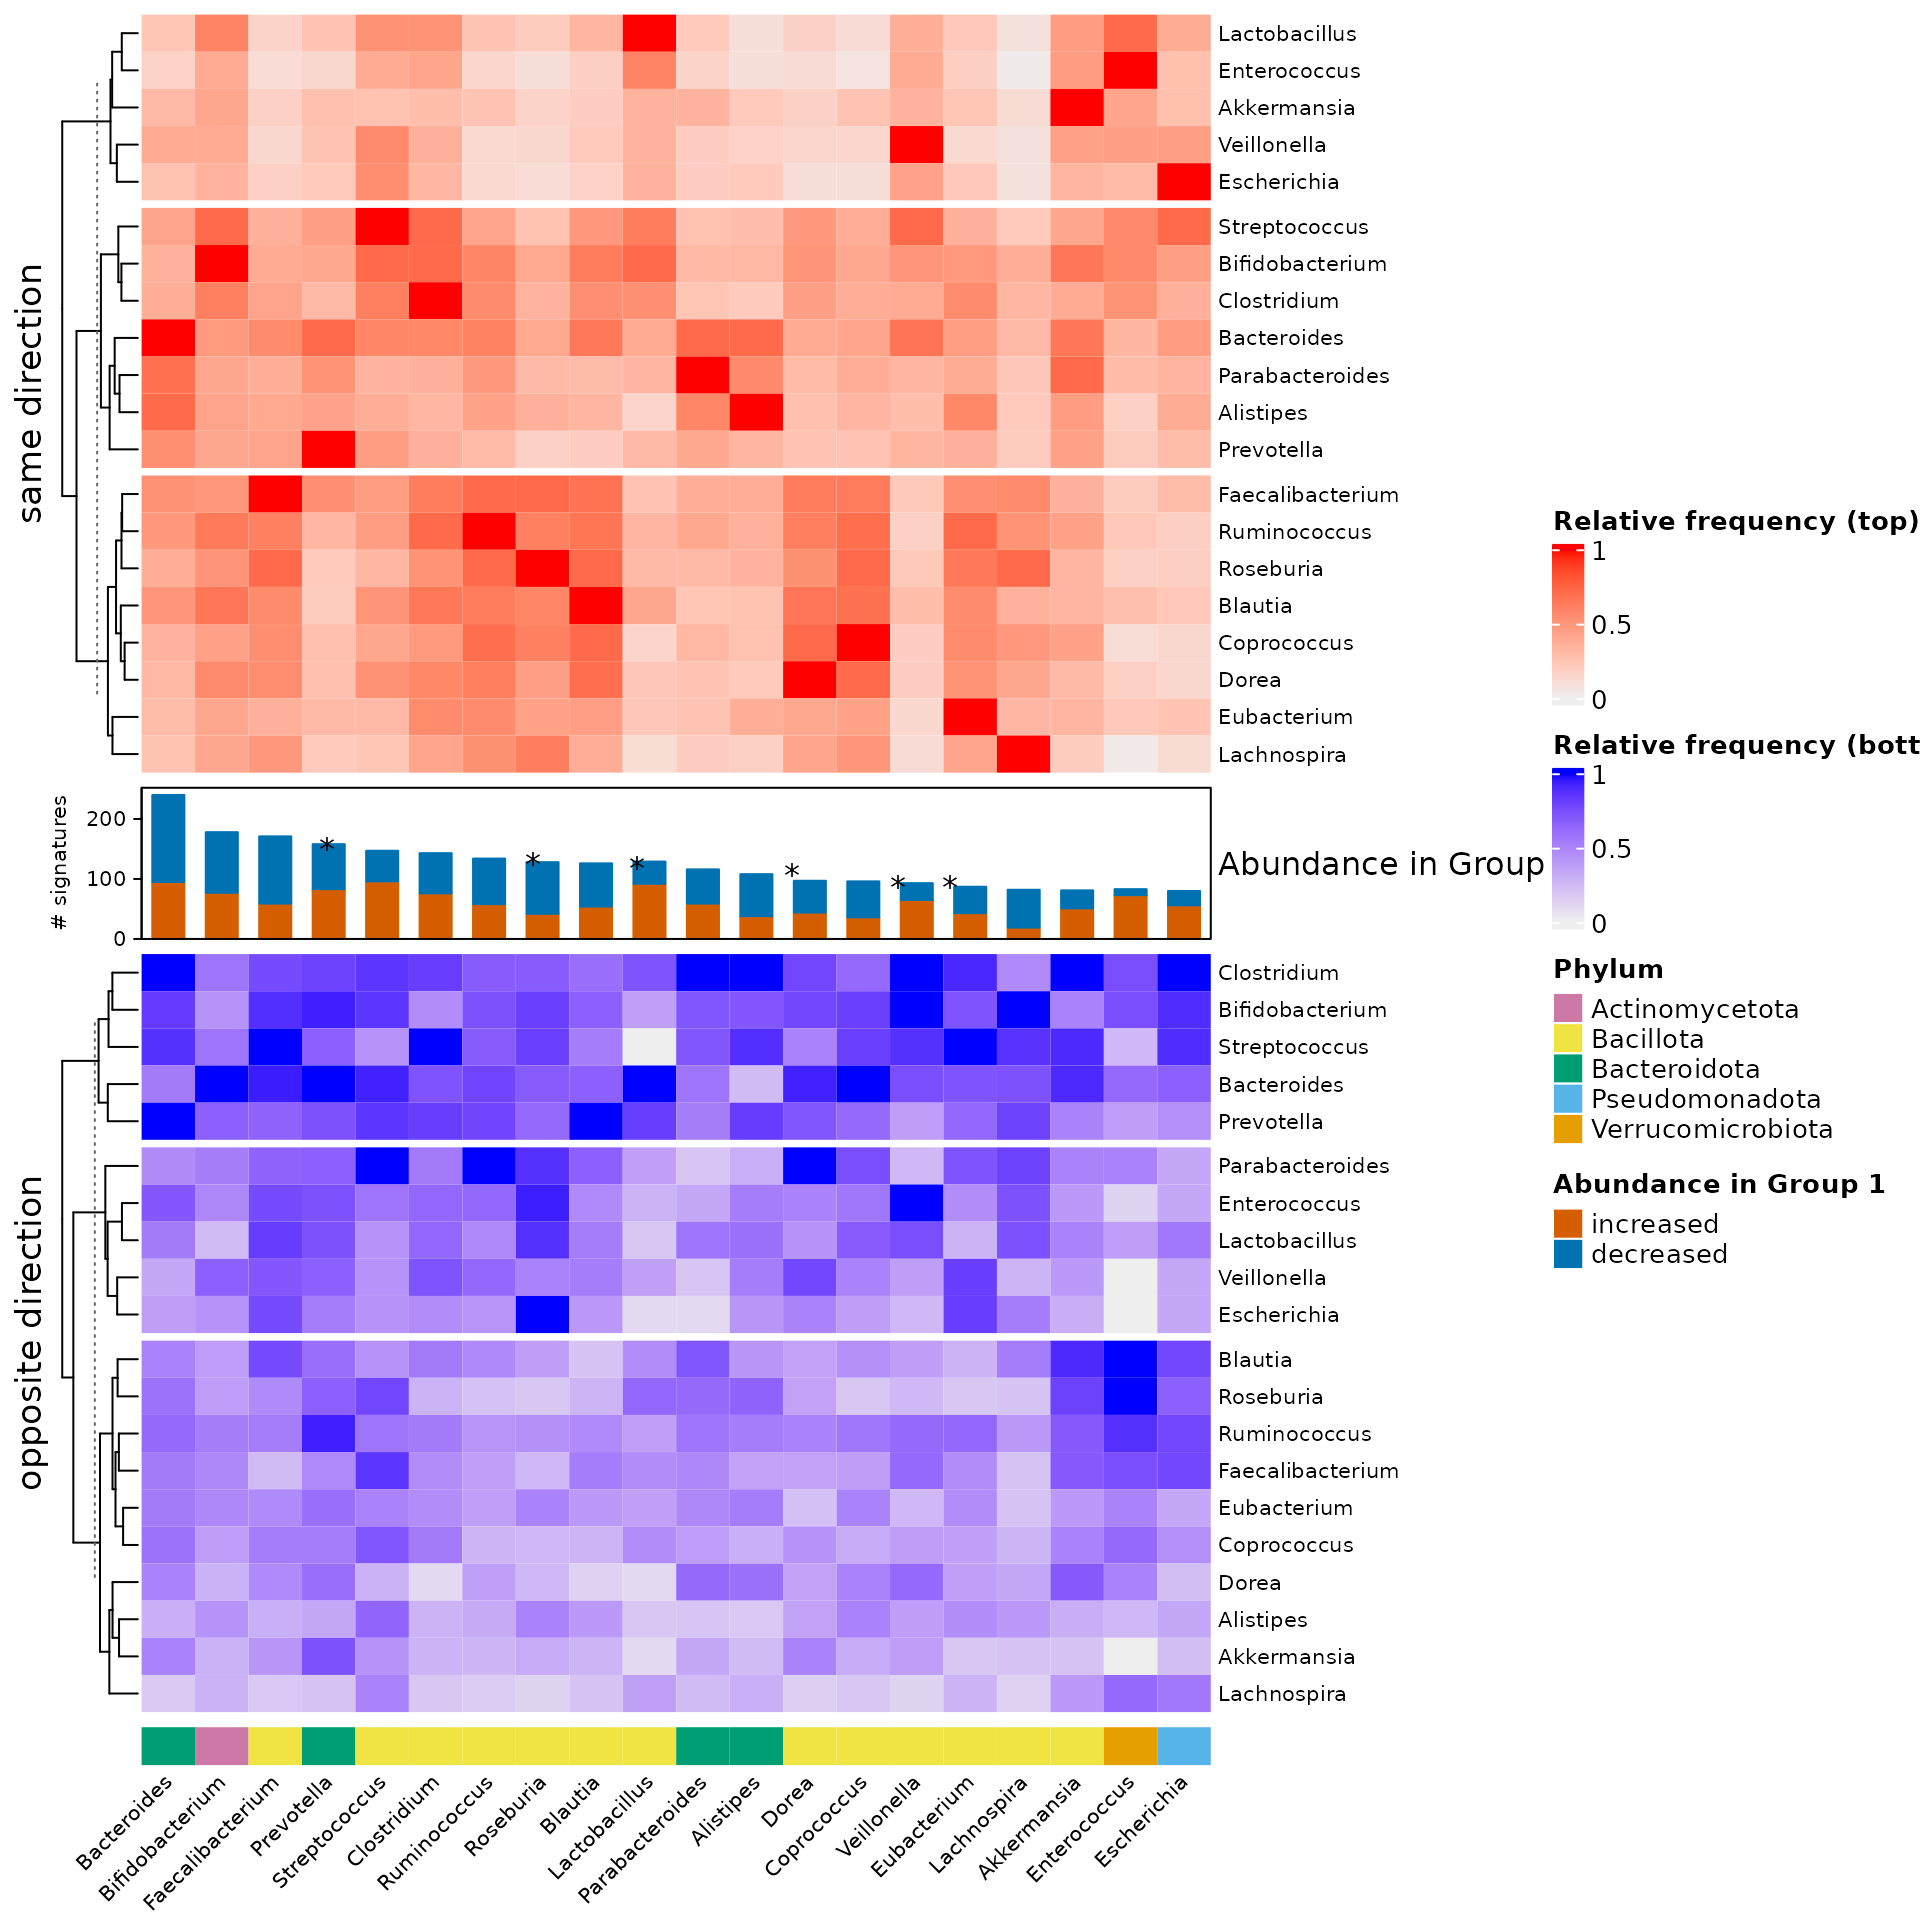 same direction
Lactobacillus
Enterococcus
Akkermansia
Veillonella
Escherichia
Streptococcus
Bifidobacterium
Clostridium
Bacteroides
Parabacteroides
Alistipes
Prevotella
Faecalibacterium
Ruminococcus
Roseburia
Blautia
Coprococcus
Dorea
Eubacterium
Lachnospira
# signatures
200
100
0
* * * * * *
Abundance in Group
opposite direction
Clostridium
Bifidobacterium
Streptococcus
Bacteroides
Prevotella
Parabacteroides
Enterococcus
Lactobacillus
Veillonella
Escherichia
Blautia
Roseburia
Ruminococcus
Faecalibacterium
Eubacterium
Coprococcus
Dorea
Alistipes
Akkermansia
Lachnospira
Bacteroides
Bifidobacterium
Faecalibacterium
Prevotella
Streptococcus
Clostridium
Ruminococcus
Roseburia
Blautia
Lactobacillus
Parabacteroides
Alistipes
Dorea
Coprococcus
Veillonella
Eubacterium
Lachnospira
Akkermansia
Enterococcus
Escherichia
Relative frequency (top)
1
0.5
0
Relative frequency (bott
1
0.5
0
Phylum
Actinomycetota
Bacillota
Bacteroidota
Pseudomonadota
Verrucomicrobiota
Abundance in Group 1
increased
decreased